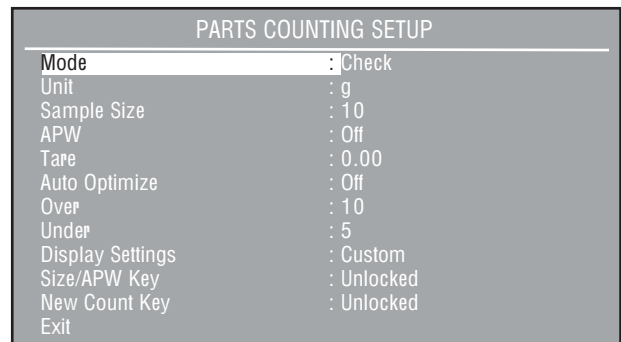 PARTS COUNTING SETUP
Mode : Check
Unit : g
Sample Size : 10
APW : Off
Tare : 0.00
Auto Optimize : Off
Over : 10
Under : 5
Display Settings : Custom
Size/APW Key : Unlocked
New Count Key : Unlocked
Exit